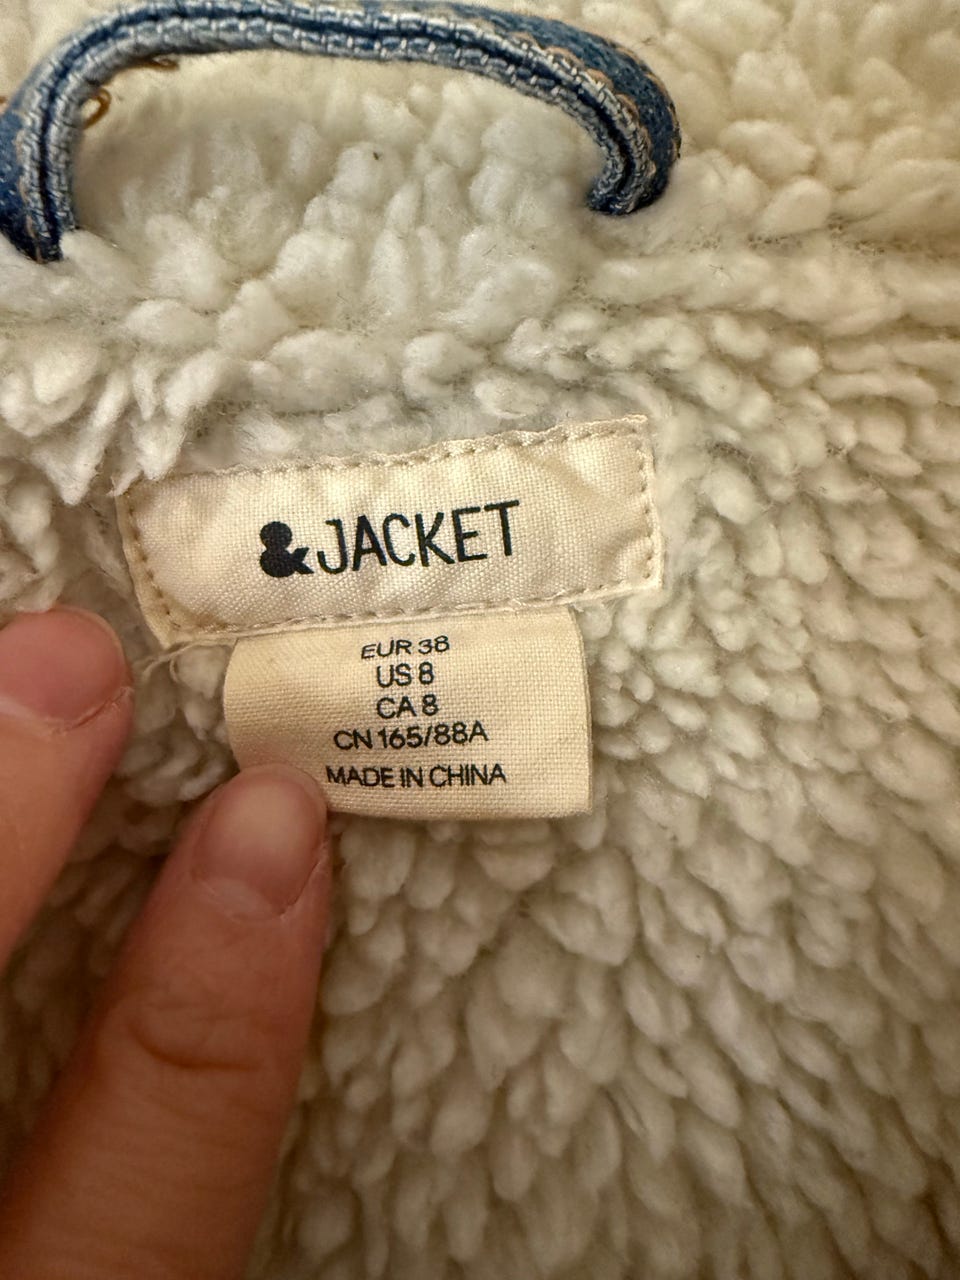 &JACKET
EUR 38
US 8
CA 8
CN 165/88A
MADE IN CHINA